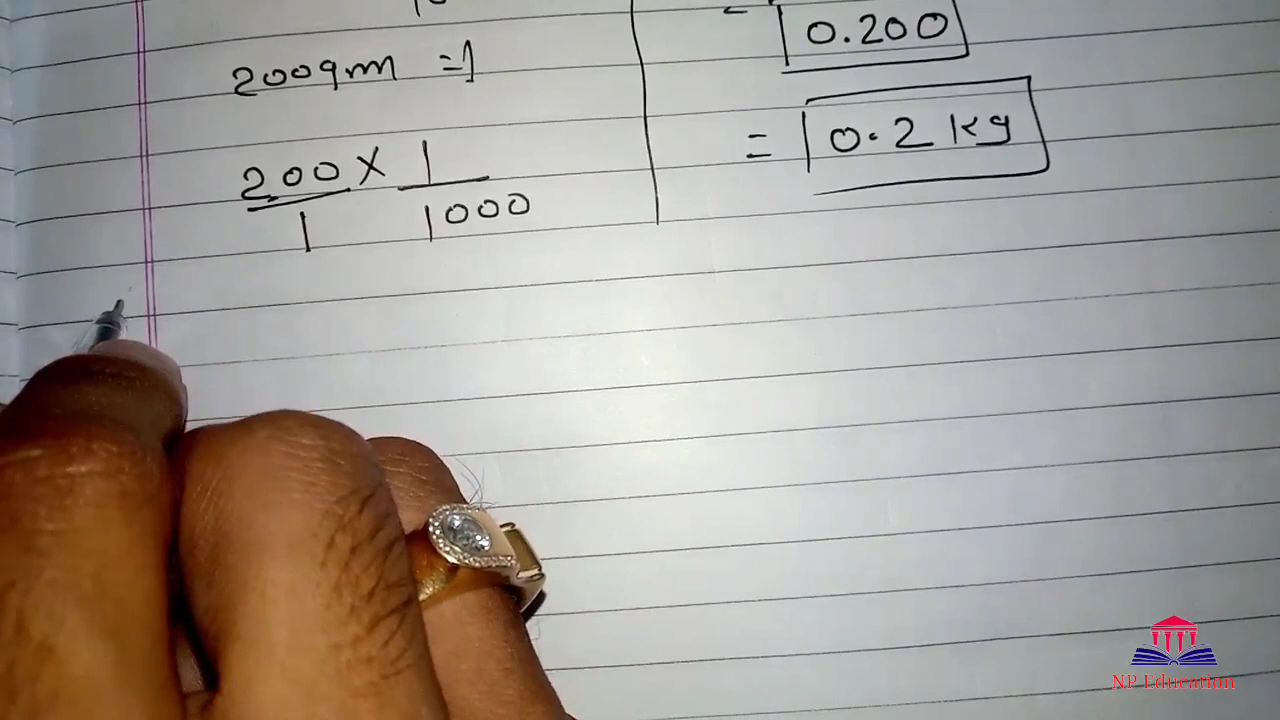 200gm =1
200 × 1
1 1000
0.200
= 0.2 kg
NP Education